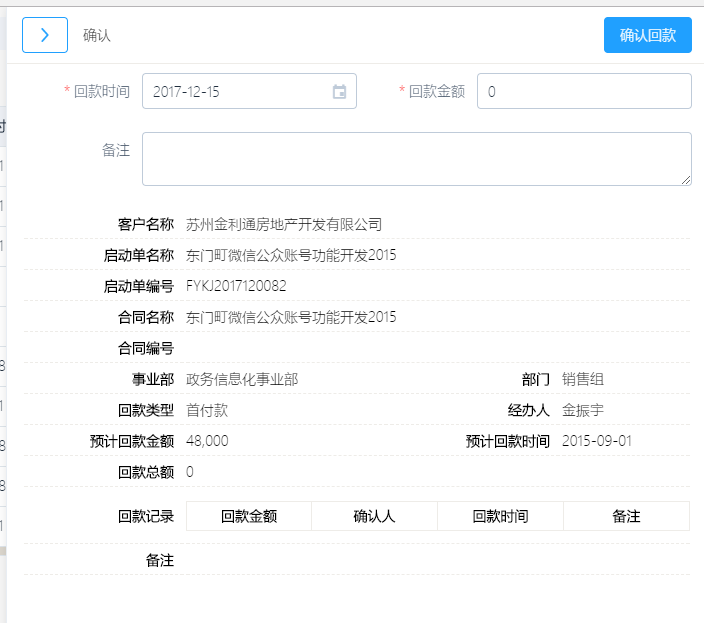 确认
确认回款
* 回款时间 2017-12-15 * 回款金额 0
备注
客户名称 苏州金利通房地产开发有限公司
启动单名称 东门町微信公众账号功能开发2015
启动单编号 FYKJ2017120082
合同名称 东门町微信公众账号功能开发2015
合同编号
事业部 政务信息化事业部 部门 销售组
回款类型 首付款 经办人 金振宇
预计回款金额 48,000 预计回款时间 2015-09-01
回款总额 0
回款记录 回款金额 确认人 回款时间 备注
备注